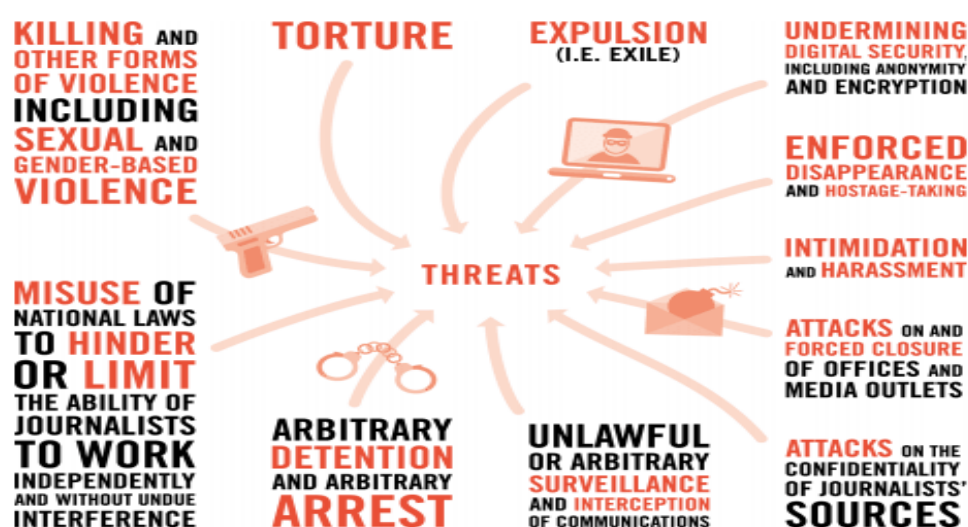 KILLING AND
OTHER FORMS
OF VIOLENCE
INCLUDING
SEXUAL AND
GENDER-BASED
VIOLENCE
TORTURE
EXPULSION
(I.E. EXILE)
UNDERMINING
DIGITAL SECURITY,
INCLUDING ANONYMITY
AND ENCRYPTION
ENFORCED
DISAPPEARANCE
AND HOSTAGE-TAKING
INTIMIDATION
AND HARASSMENT
THREATS
MISUSE OF
NATIONAL LAWS
TO HINDER
OR LIMIT
THE ABILITY OF
JOURNALISTS
TO WORK
INDEPENDENTLY
AND WITHOUT UNDUE
INTERFERENCE
ARBITRARY
DETENTION
AND ARBITRARY
ARREST
UNLAWFUL
OR ARBITRARY
SURVEILLANCE
AND INTERCEPTION
OF COMMUNICATIONS
ATTACKS ON AND
FORCED CLOSURE
OF OFFICES AND
MEDIA OUTLETS
ATTACKS ON THE
CONFIDENTIALITY
OF JOURNALISTS'
SOURCES